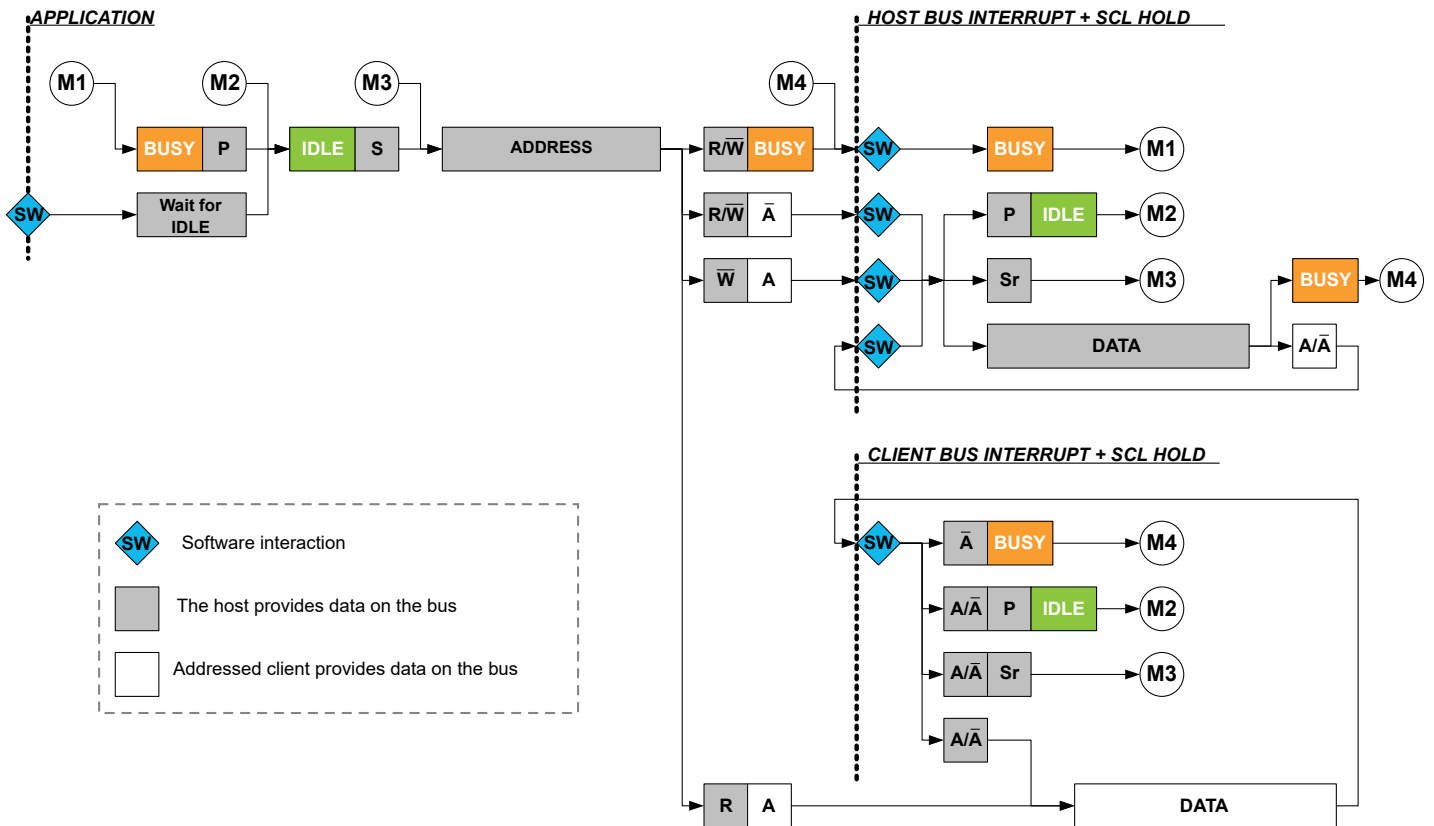 APPLICATION
HOST BUS INTERRUPT + SCL HOLD
M1
M2
M3
M4
BUSY P
IDLE S
ADDRESS
R/W̅ BUSY
SW
BUSY
M1
SW
Wait for
IDLE
R/W̅ A̅
SW
P IDLE
M2
W̅ A
SW
Sr
M3
BUSY
M4
SW
DATA
A/A̅
CLIENT BUS INTERRUPT + SCL HOLD
SW
A̅ BUSY
M4
A/A̅ P IDLE
M2
A/A̅ Sr
M3
A/A̅
R A
DATA
SW Software interaction
The host provides data on the bus
Addressed client provides data on the bus